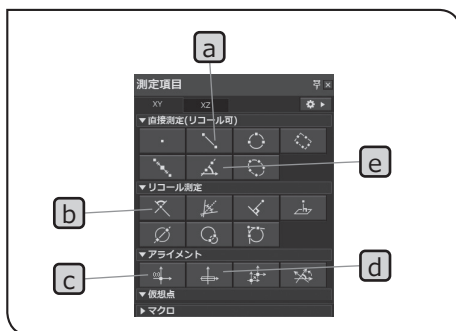 a
測定項目
XY XZ
▼直接測定(リコール可)
e
▼リコール測定
b
▼アライメント
c
d
▼仮想点
▶マクロ